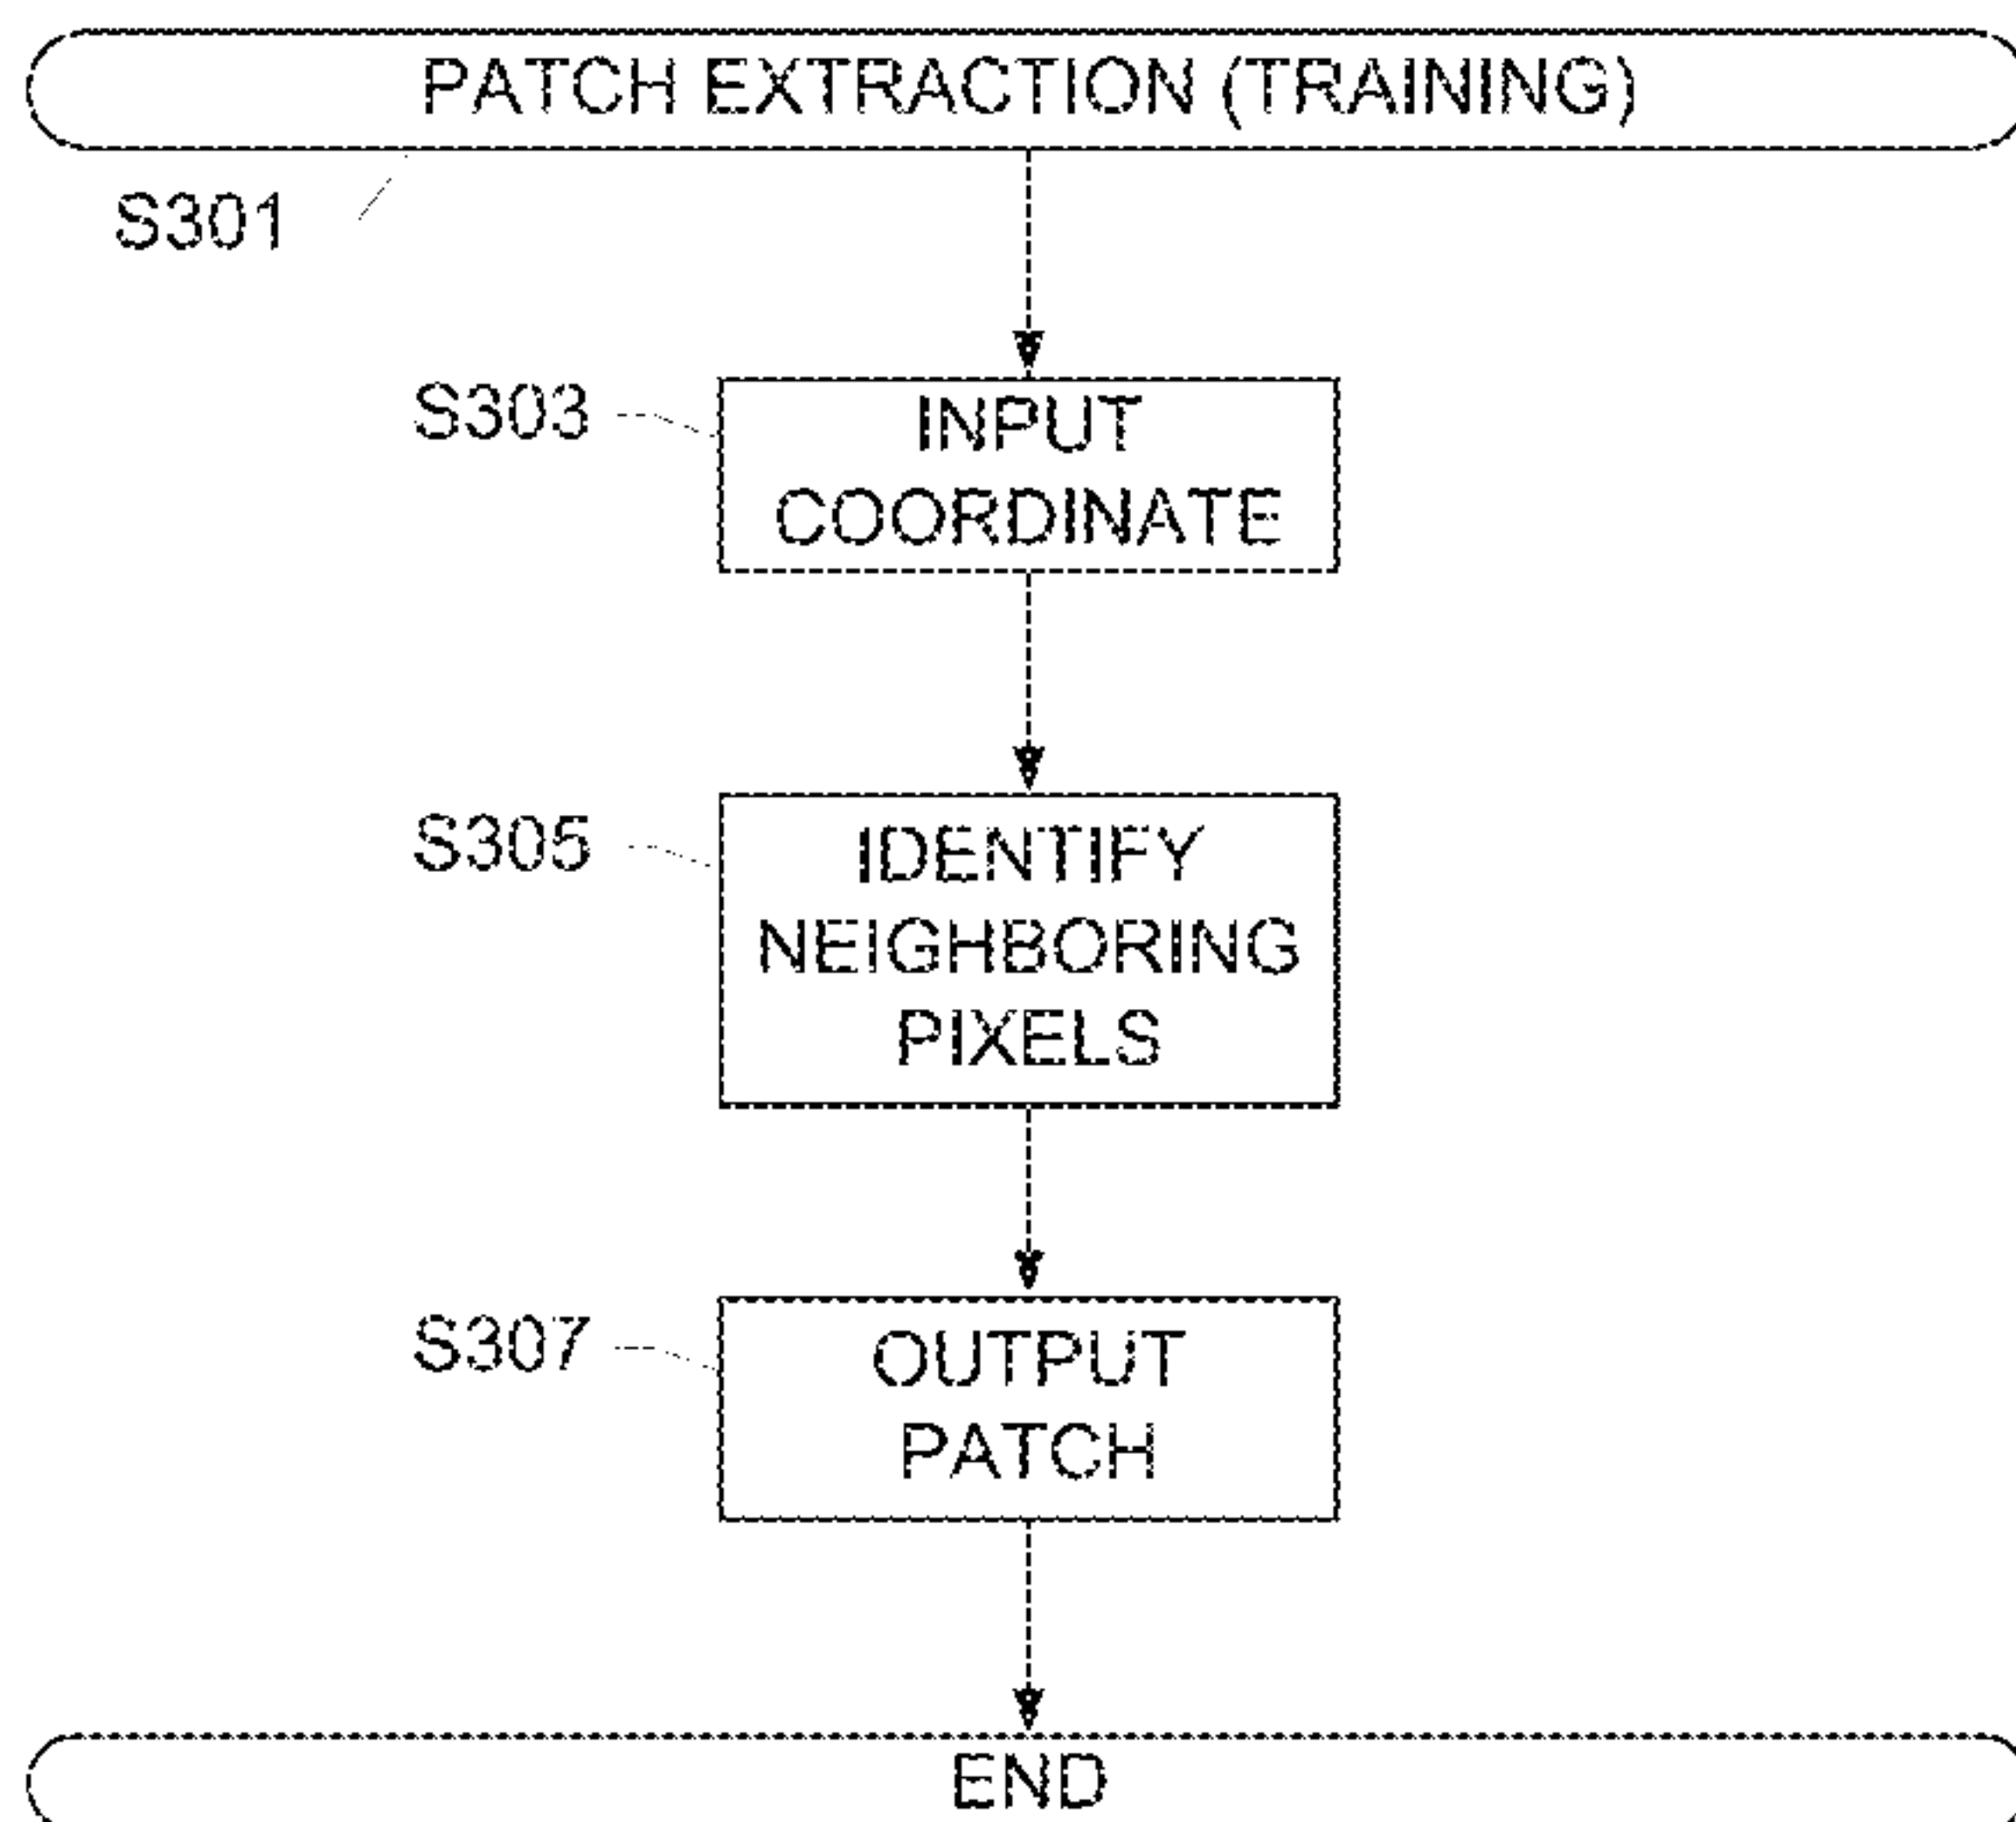 PATCH EXTRACTION (TRAINING)
S301
S303
INPUT
COORDINATE
S305
IDENTIFY
NEIGHBORING
PIXELS
S307
OUTPUT
PATCH
END